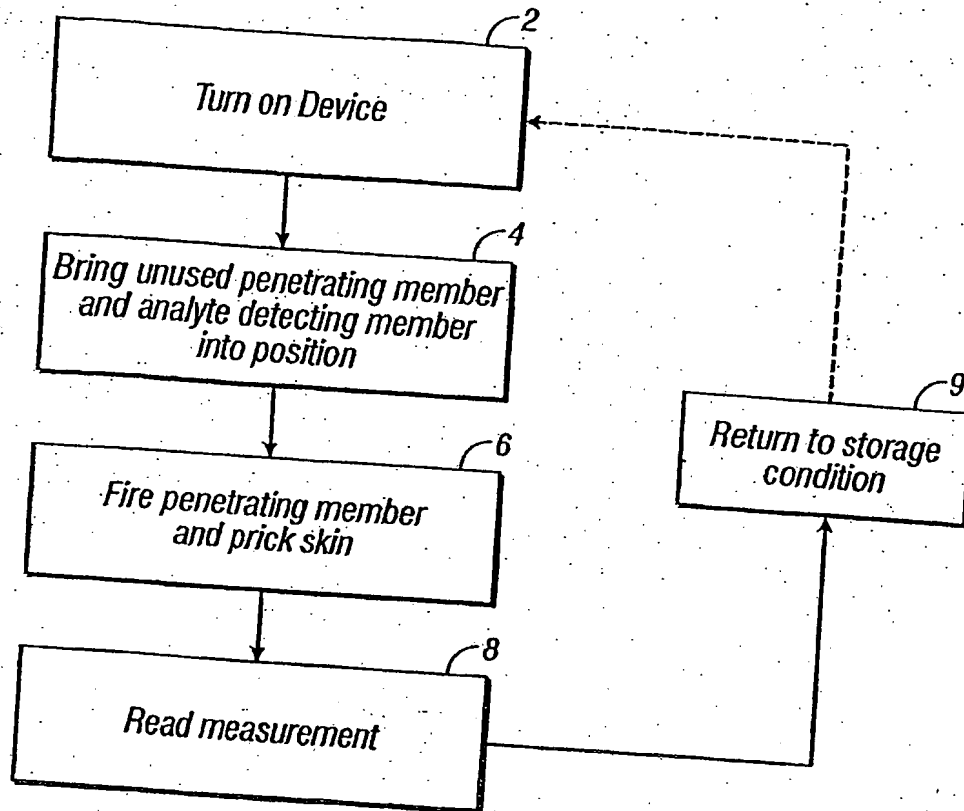 2
Turn on Device
4
Bring unused penetrating member
and analyte detecting member
into position
6
Fire penetrating member
and prick skin
8
Read measurement
9
Return to storage
condition